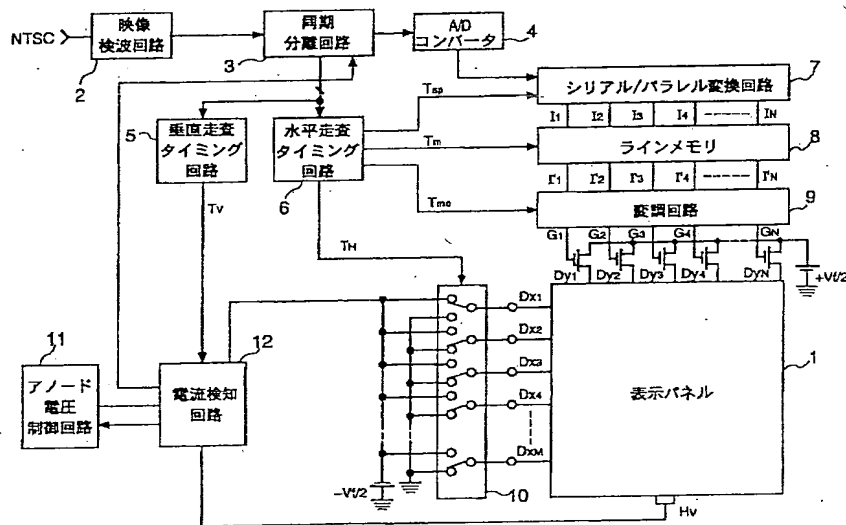 NTSC
映像
検波回路
2
同期
分離回路
3
A/D
コンバータ
4
Tsp
シリアル/パラレル変換回路
7
I1 I2 I3 I4 IN
5
垂直走査
タイミング
回路
水平走査
タイミング
回路
6
Tm
ラインメモリ
8
I'1 I'2 I'3 I'4 I'N
Tmo
変調回路
9
G1 G2 G3 G4 GN
Tv
TH
Dy1 Dy2 Dy3 Dy4 DyN
+Vf/2
Dx1
Dx2
Dx3
Dx4
DxM
1
表示パネル
11
アノード
電圧
制御回路
12
電流検知
回路
-Vf/2
10
Hv